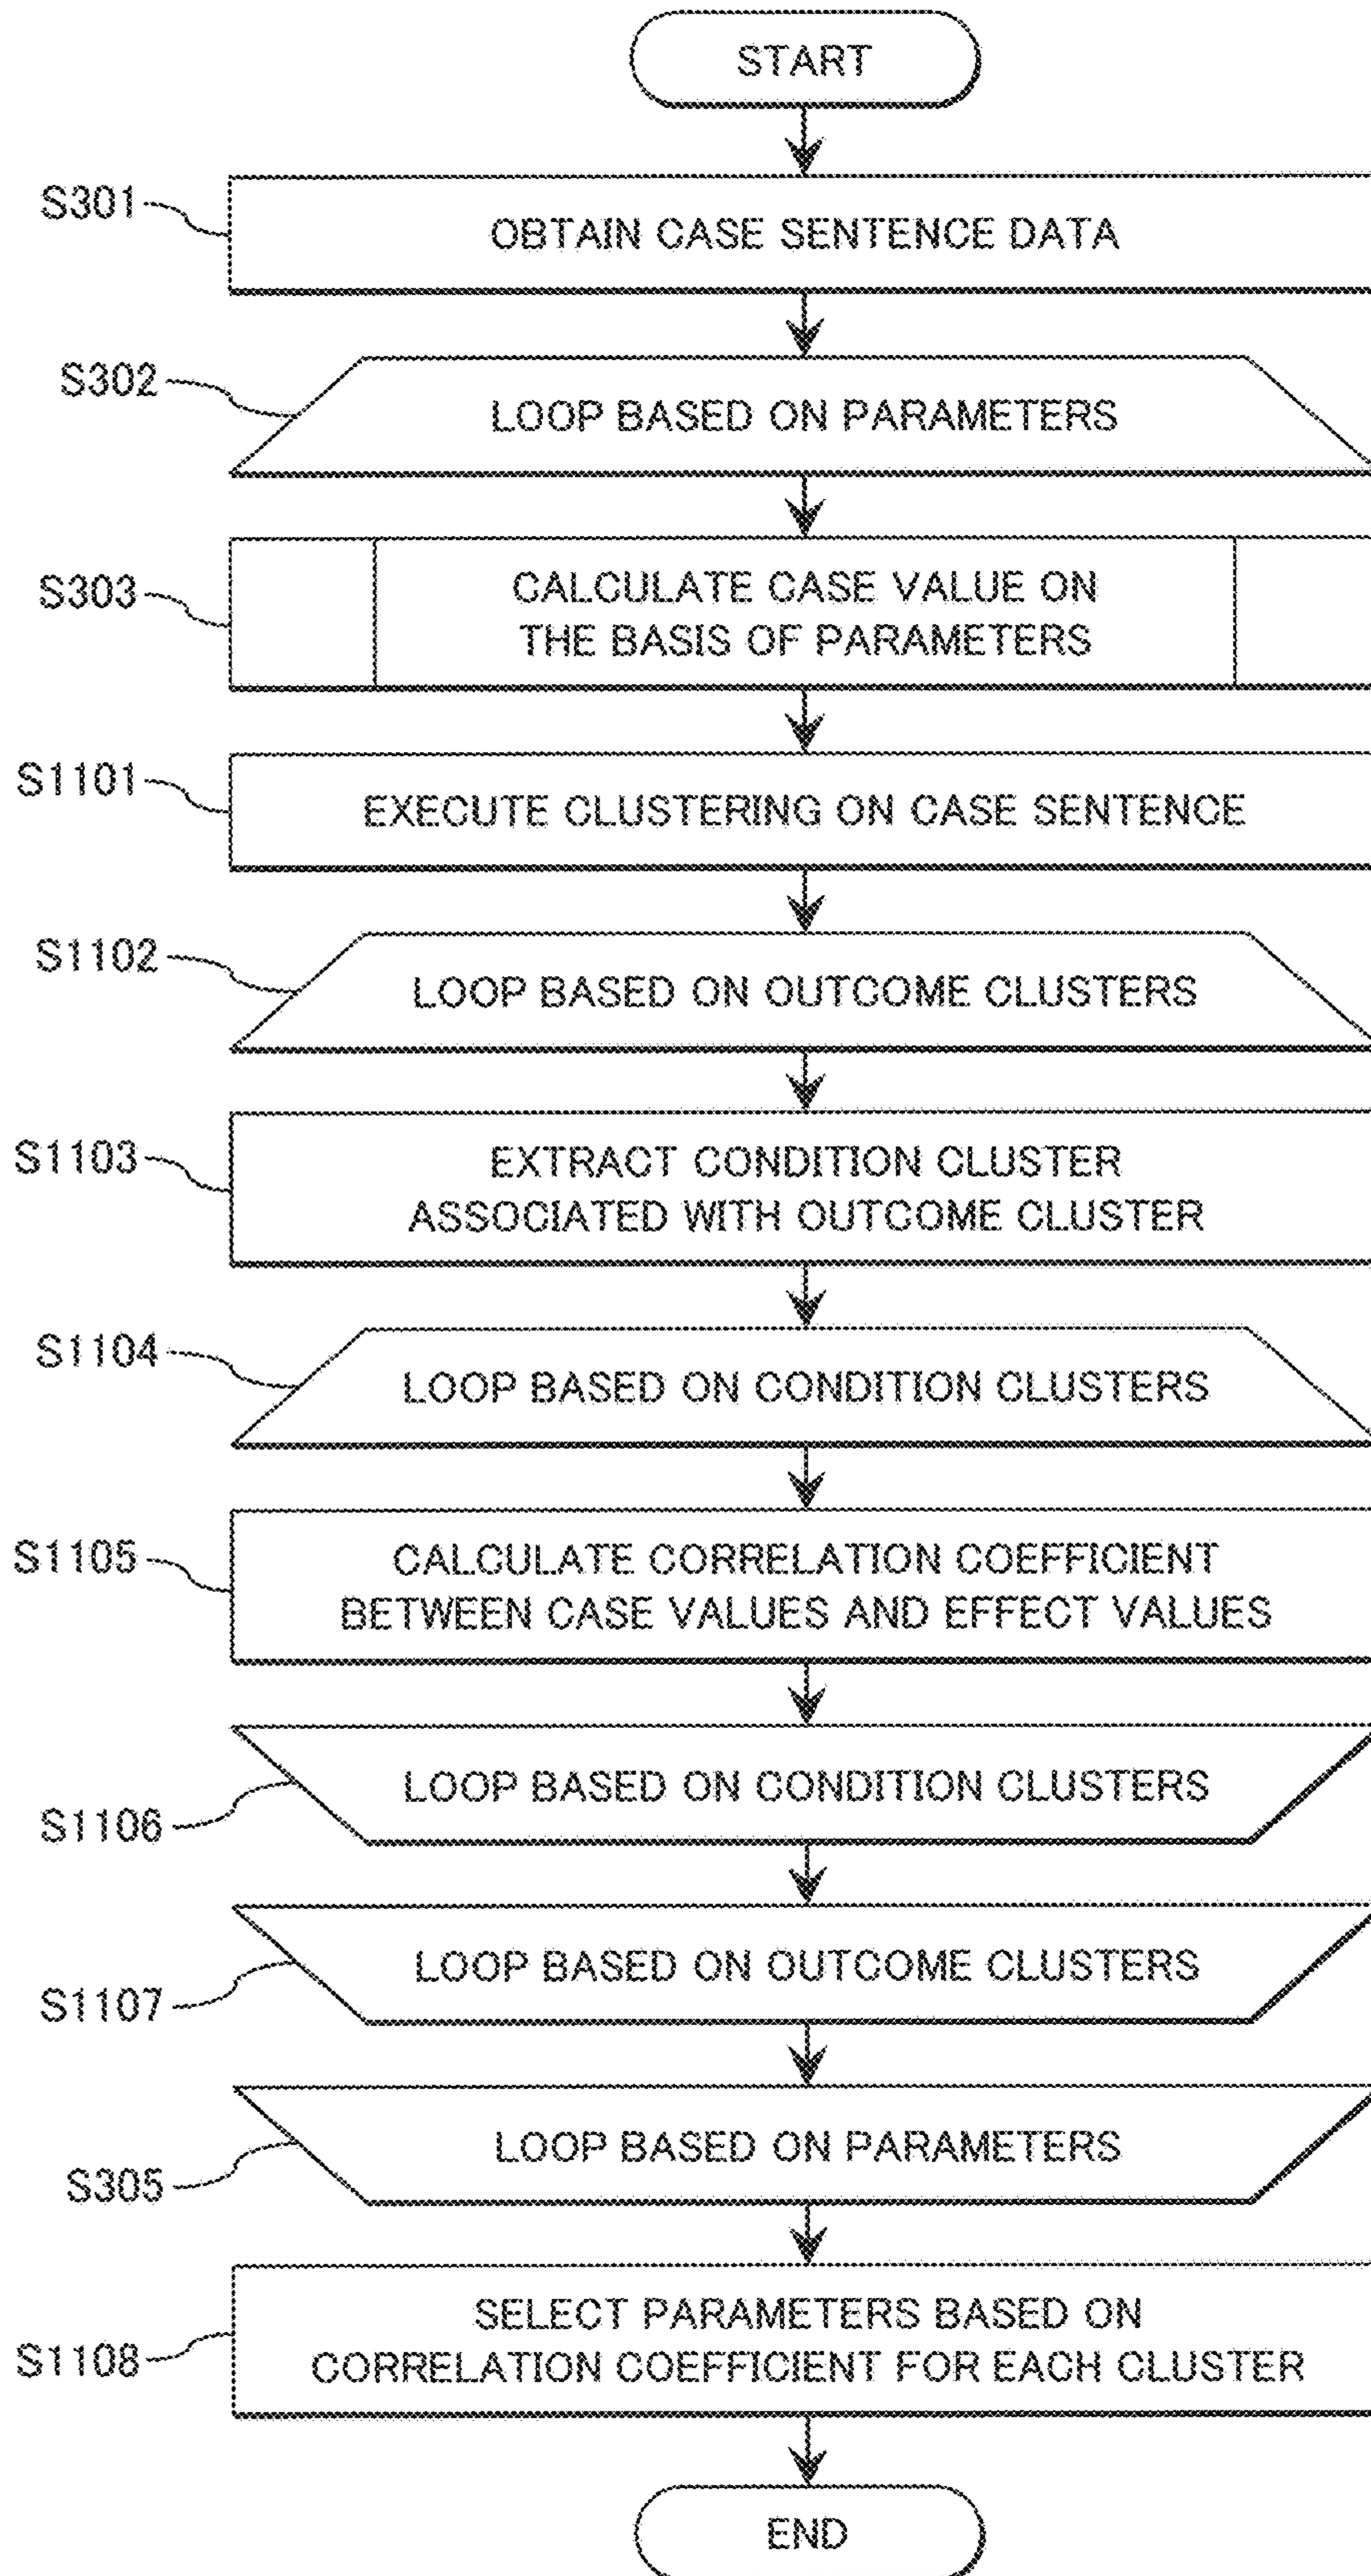 START
S301
OBTAIN CASE SENTENCE DATA
S302
LOOP BASED ON PARAMETERS
S303
CALCULATE CASE VALUE ON
THE BASIS OF PARAMETERS
S1101
EXECUTE CLUSTERING ON CASE SENTENCE
S1102
LOOP BASED ON OUTCOME CLUSTERS
S1103
EXTRACT CONDITION CLUSTER
ASSOCIATED WITH OUTCOME CLUSTER
S1104
LOOP BASED ON CONDITION CLUSTERS
S1105
CALCULATE CORRELATION COEFFICIENT
BETWEEN CASE VALUES AND EFFECT VALUES
S1106
LOOP BASED ON CONDITION CLUSTERS
S1107
LOOP BASED ON OUTCOME CLUSTERS
S305
LOOP BASED ON PARAMETERS
S1108
SELECT PARAMETERS BASED ON
CORRELATION COEFFICIENT FOR EACH CLUSTER
END